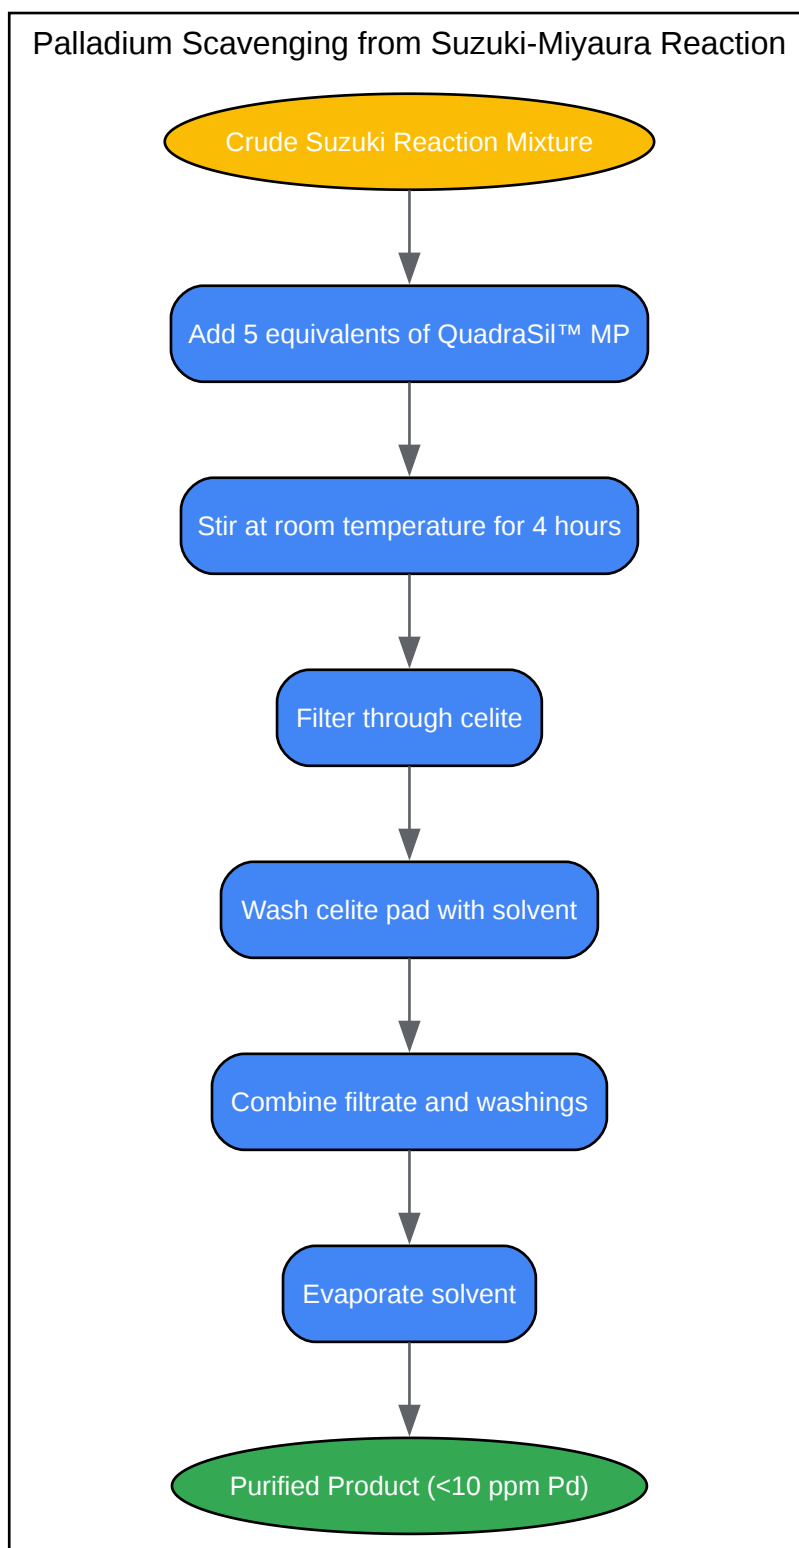 Palladium Scavenging from Suzuki-Miyaura Reaction
Crude Suzuki Reaction Mixture
Add 5 equivalents of QuadraSil™ MP
Stir at room temperature for 4 hours
Filter through celite
Wash celite pad with solvent
Combine filtrate and washings
Evaporate solvent
Purified Product (<10 ppm Pd)